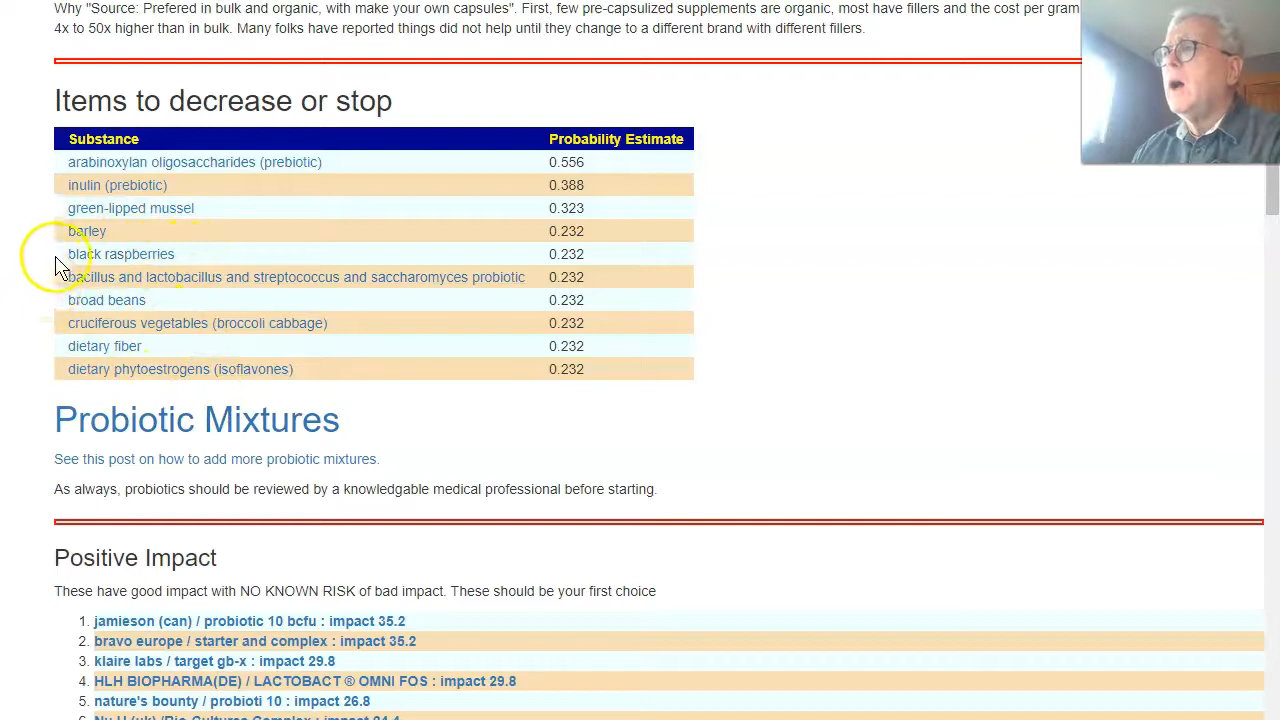 Why "Source: Prefered in bulk and organic, with make your own capsules". First, few pre-capsulized supplements are organic, most have fillers and the cost per gram
4x to 50x higher than in bulk. Many folks have reported things did not help until they change to a different brand with different fillers.
Items to decrease or stop
Substance Probability Estimate
arabinoxylan oligosaccharides (prebiotic) 0.556
inulin (prebiotic) 0.388
green-lipped mussel 0.323
barley 0.232
black raspberries 0.232
bacillus and lactobacillus and streptococcus and saccharomyces probiotic 0.232
broad beans 0.232
cruciferous vegetables (broccoli cabbage) 0.232
dietary fiber 0.232
dietary phytoestrogens (isoflavones) 0.232
Probiotic Mixtures
See this post on how to add more probiotic mixtures.
As always, probiotics should be reviewed by a knowledgable medical professional before starting.
Positive Impact
These have good impact with NO KNOWN RISK of bad impact. These should be your first choice
1. jamieson (can) / probiotic 10 bcfu : impact 35.2
2. bravo europe / starter and complex : impact 35.2
3. klaire labs / target gb-x : impact 29.8
4. HLH BIOPHARMA(DE) / LACTOBACT ® OMNI FOS : impact 29.8
5. nature's bounty / probioti 10 : impact 26.8